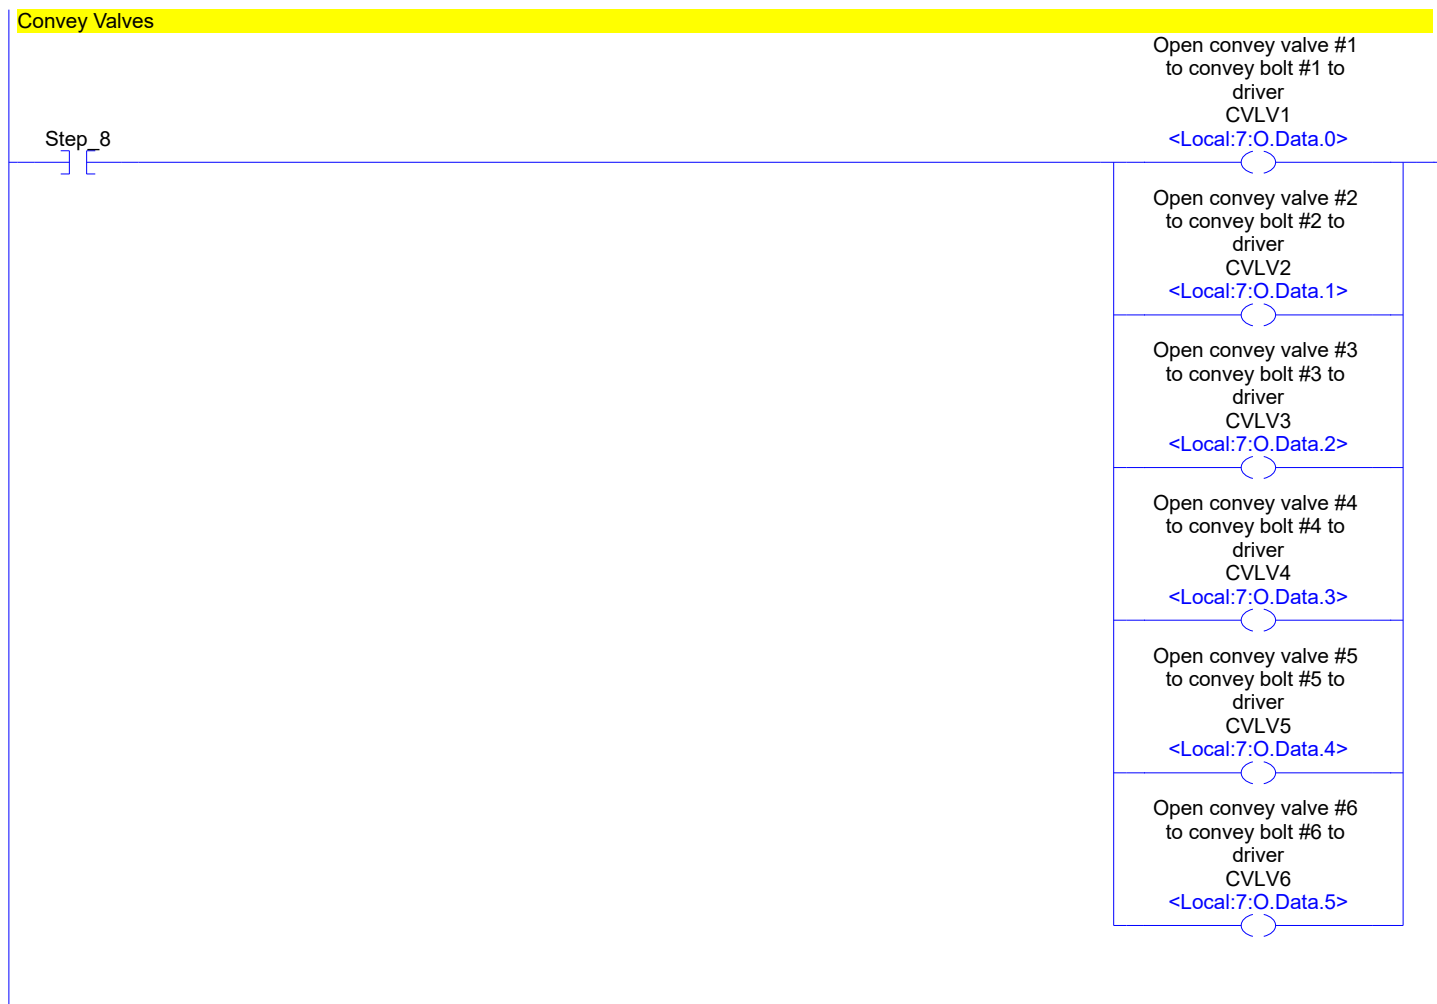 Convey Valves
Open convey valve #1
to convey bolt #1 to
driver
CVLV1
Step_8
<Local:7:O.Data.0>
Open convey valve #2
to convey bolt #2 to
driver
CVLV2
<Local:7:O.Data.1>
Open convey valve #3
to convey bolt #3 to
driver
CVLV3
<Local:7:O.Data.2>
Open convey valve #4
to convey bolt #4 to
driver
CVLV4
<Local:7:O.Data.3>
Open convey valve #5
to convey bolt #5 to
driver
CVLV5
<Local:7:O.Data.4>
Open convey valve #6
to convey bolt #6 to
driver
CVLV6
<Local:7:O.Data.5>